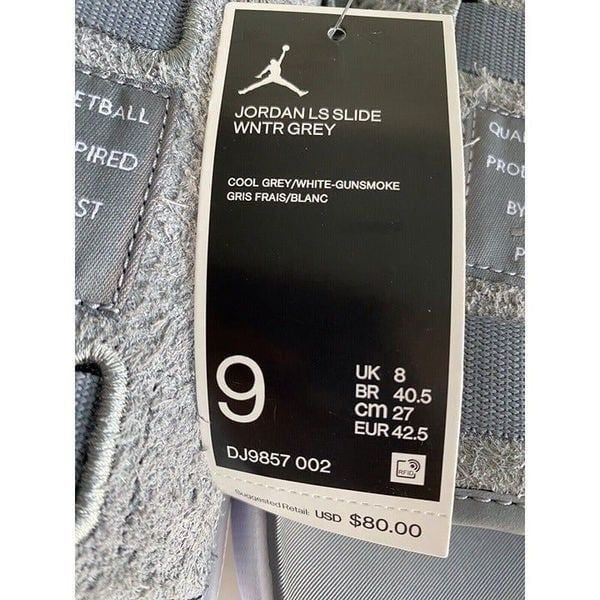 JORDAN LS SLIDE
WNTR GREY
COOL GREY/WHITE-GUNSMOKE
GRIS FRAIS/BLANC
9
UK 8
BR 40.5
cm 27
EUR 42.5
DJ9857 002
RFID
Suggested Retail: USD $80.00
ETBALL
PIRED
ST
QUA
PROD
BY
P